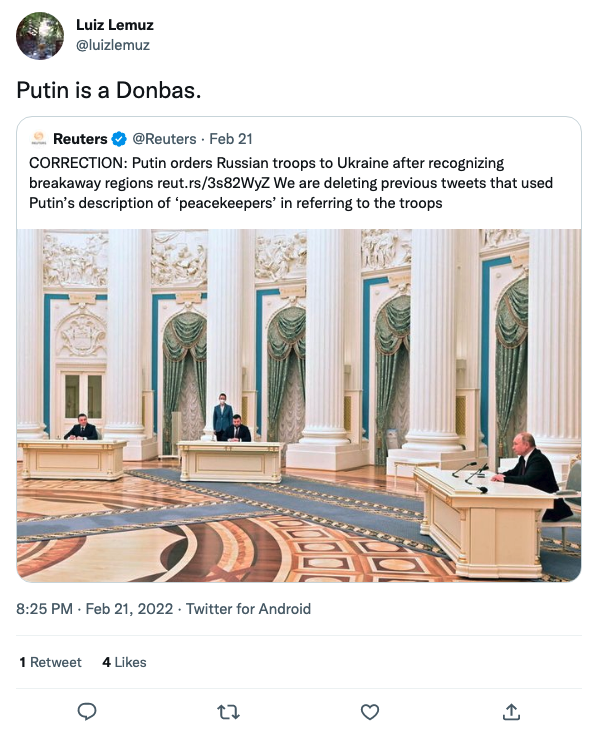 Luiz Lemuz
@luizlemuz
Putin is a Donbas.
Reuters @Reuters · Feb 21
CORRECTION: Putin orders Russian troops to Ukraine after recognizing
breakaway regions reut.rs/3s82WyZ We are deleting previous tweets that used
Putin’s description of ‘peacekeepers’ in referring to the troops
8:25 PM · Feb 21, 2022 · Twitter for Android
1 Retweet 4 Likes